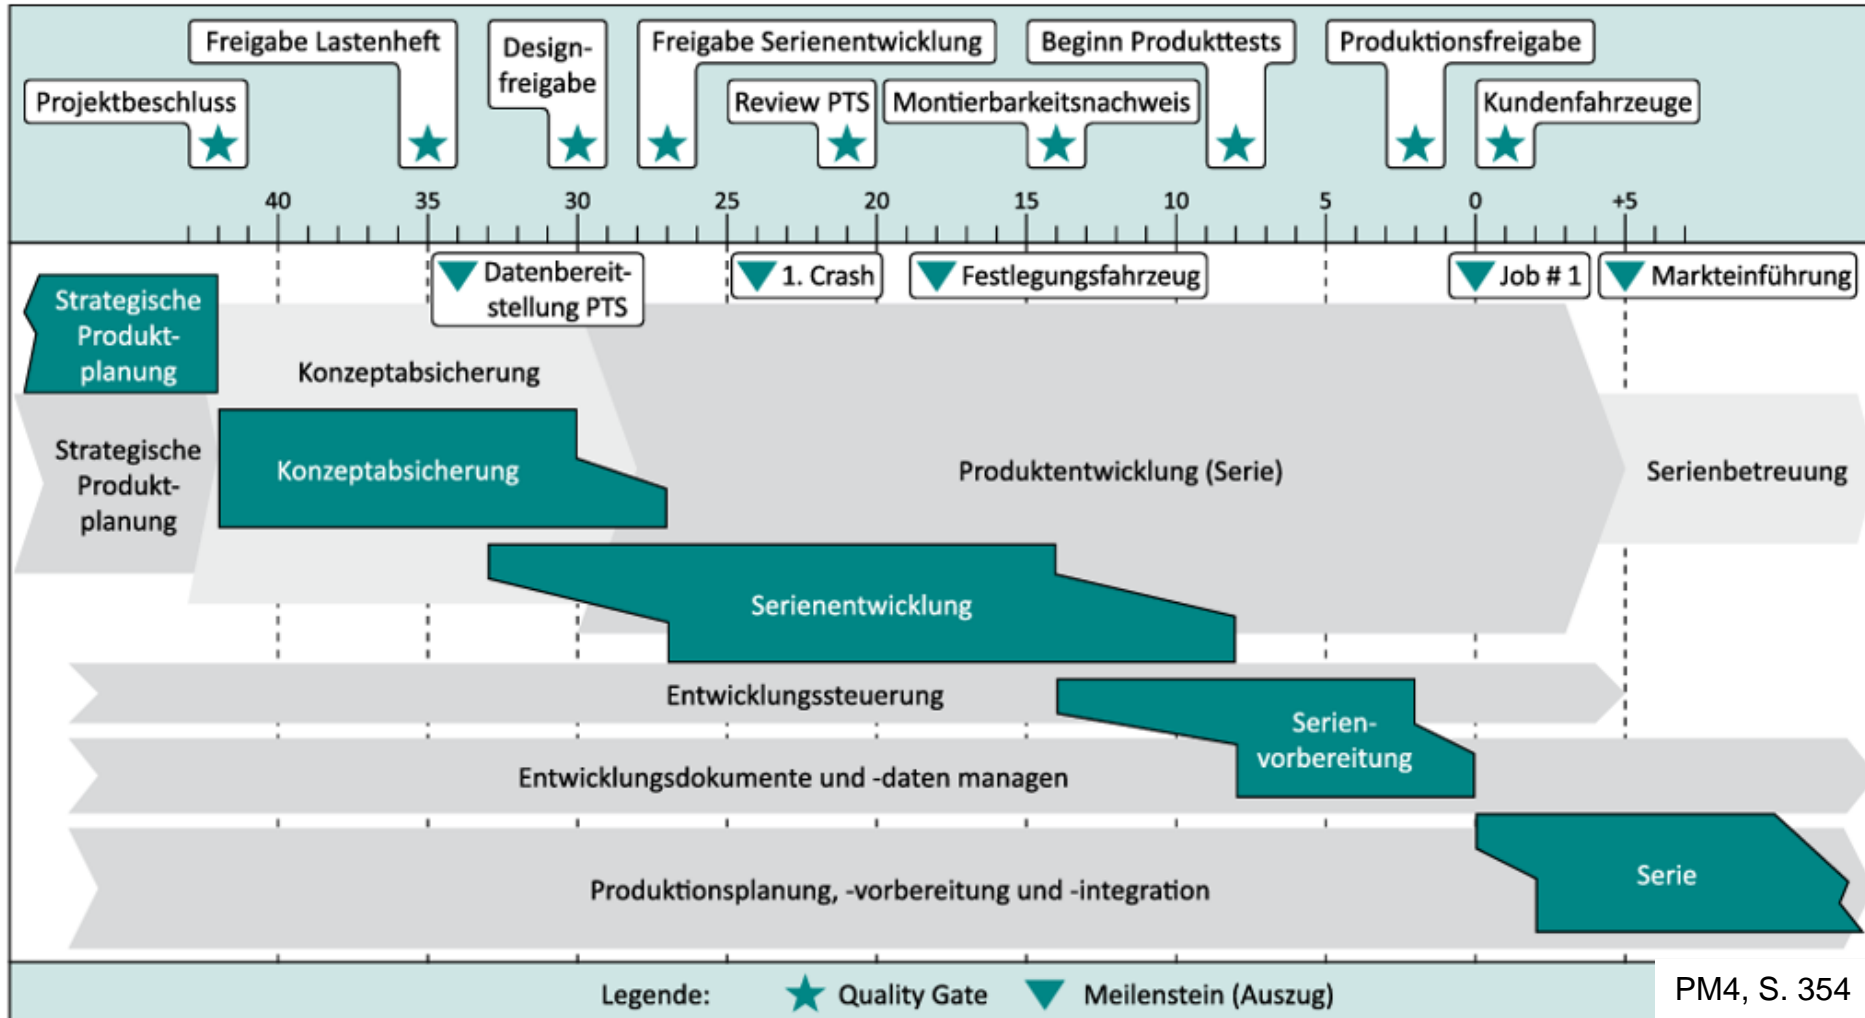 Freigabe Lastenheft
Design-
freigabe
Freigabe Serienentwicklung
Beginn Produkttests
Produktionsfreigabe
Projektbeschluss
Review PTS
Montierbarkeitsnachweis
Kundenfahrzeuge
40 35 30 25 20 15 10 5 0 +5
Datenbereit-
stellung PTS
1. Crash
Festlegungsfahrzeug
Job # 1
Markteinführung
Strategische
Produkt-
planung
Konzeptabsicherung
Strategische
Produkt-
planung
Konzeptabsicherung
Produktentwicklung (Serie)
Serienbetreuung
Serienentwicklung
Entwicklungssteuerung
Serien-
vorbereitung
Entwicklungsdokumente und -daten managen
Produktionsplanung, -vorbereitung und -integration
Serie
Legende: Quality Gate Meilenstein (Auszug)
PM4, S. 354